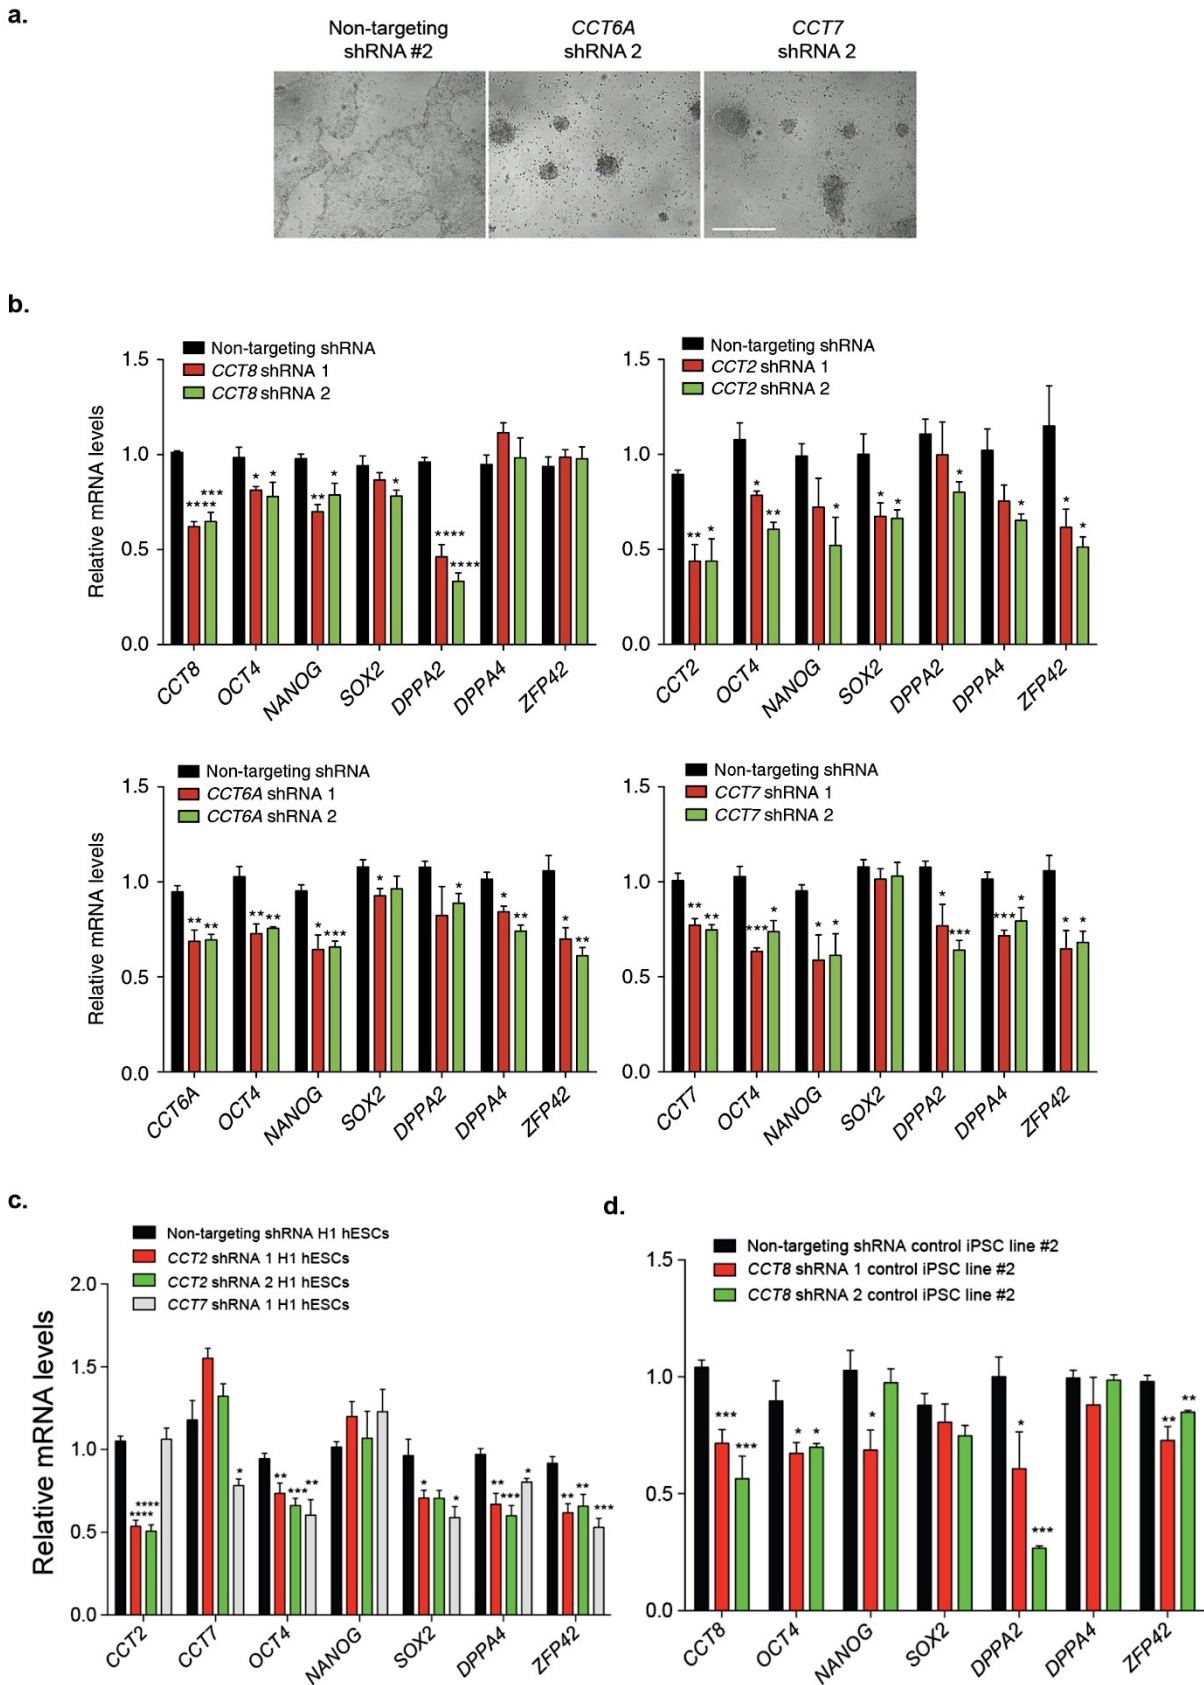 a.
Non-targeting
shRNA #2
CCT6A
shRNA 2
CCT7
shRNA 2
b.
Non-targeting shRNA
CCT8 shRNA 1
CCT8 shRNA 2
Relative mRNA levels
1.5
1.0
0.5
0.0
*** 
****
* *
** *
*
****
****
CCT8 OCT4 NANOG SOX2 DPPA2 DPPA4 ZFP42
Non-targeting shRNA
CCT2 shRNA 1
CCT2 shRNA 2
1.5
1.0
0.5
0.0
** *
* **
*
* *
*
*
* *
CCT2 OCT4 NANOG SOX2 DPPA2 DPPA4 ZFP42
Non-targeting shRNA
CCT6A shRNA 1
CCT6A shRNA 2
Relative mRNA levels
1.5
1.0
0.5
0.0
** **
** **
* ***
*
*
* **
* **
CCT6A OCT4 NANOG SOX2 DPPA2 DPPA4 ZFP42
Non-targeting shRNA
CCT7 shRNA 1
CCT7 shRNA 2
1.5
1.0
0.5
0.0
** **
*** *
* *
* ***
*** *
* *
CCT7 OCT4 NANOG SOX2 DPPA2 DPPA4 ZFP42
c.
Non-targeting shRNA H1 hESCs
CCT2 shRNA 1 H1 hESCs
CCT2 shRNA 2 H1 hESCs
CCT7 shRNA 1 H1 hESCs
Relative mRNA levels
2.0
1.5
1.0
0.5
0.0
****
****
*
** *** **
* *
** *** *
** ** ***
CCT2 CCT7 OCT4 NANOG SOX2 DPPA4 ZFP42
d.
Non-targeting shRNA control iPSC line #2
CCT8 shRNA 1 control iPSC line #2
CCT8 shRNA 2 control iPSC line #2
1.5
1.0
0.5
0.0
*** ***
* *
*
* ***
** **
CCT8 OCT4 NANOG SOX2 DPPA2 DPPA4 ZFP42